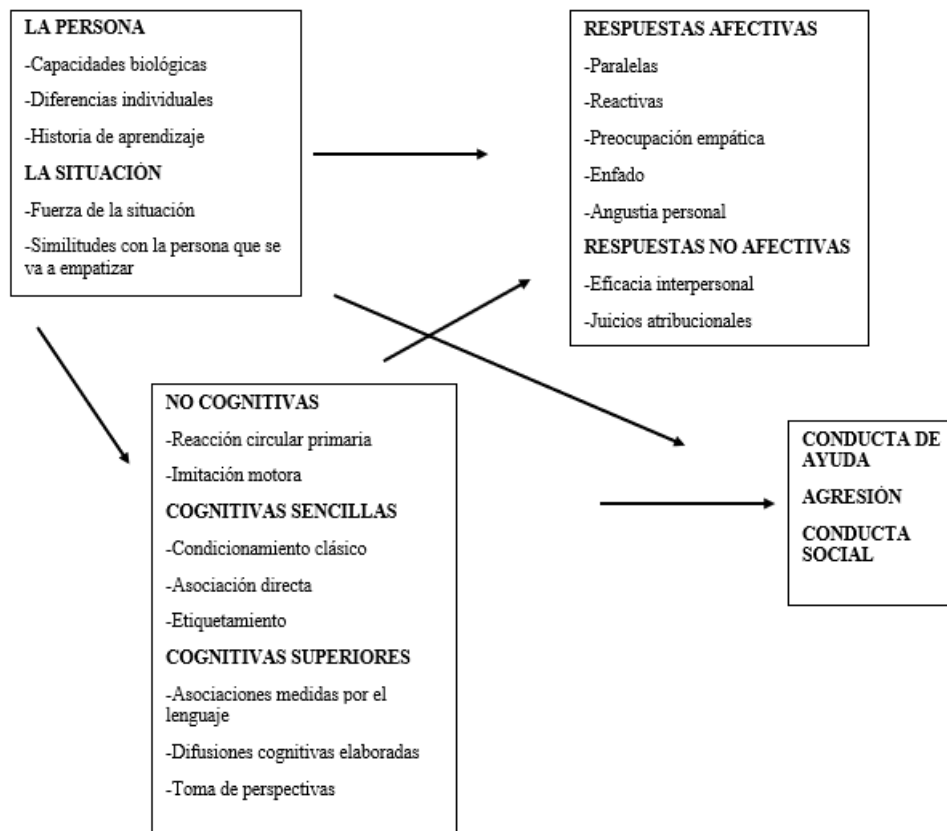 LA PERSONA
-Capacidades biológicas
-Diferencias individuales
-Historia de aprendizaje
LA SITUACIÓN
-Fuerza de la situación
-Similitudes con la persona que se
va a empatizar
RESPUESTAS AFECTIVAS
-Paralelas
-Reactivas
-Preocupación empática
-Enfado
-Angustia personal
RESPUESTAS NO AFECTIVAS
-Eficacia interpersonal
-Juicios atribucionales
NO COGNITIVAS
-Reacción circular primaria
-Imitación motora
COGNITIVAS SENCILLAS
-Condicionamiento clásico
-Asociación directa
-Etiquetamiento
COGNITIVAS SUPERIORES
-Asociaciones medidas por el
lenguaje
-Difusiones cognitivas elaboradas
-Toma de perspectivas
CONDUCTA DE
AYUDA
AGRESIÓN
CONDUCTA
SOCIAL